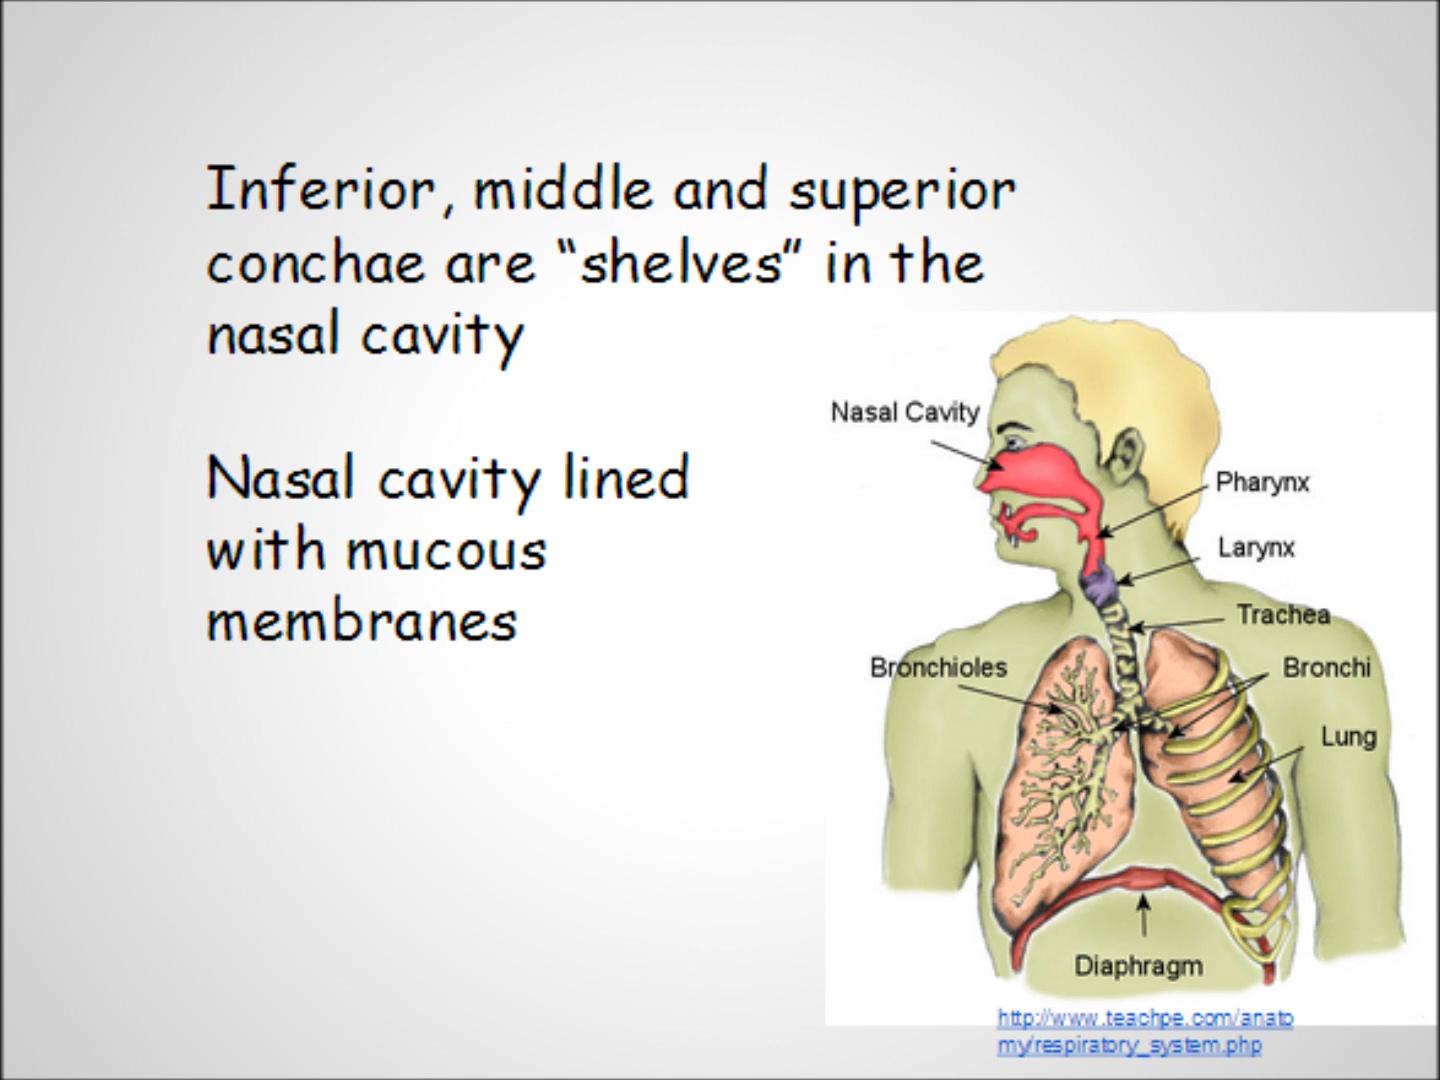 Inferior, middle and superior
conchae are “shelves” in the
nasal cavity
Nasal cavity lined
with mucous
membranes
Nasal Cavity
Pharynx
Larynx
Trachea
Bronchioles
Bronchi
Lung
Diaphragm
http://www.teachpe.com/anato
my/respiratory_system.php